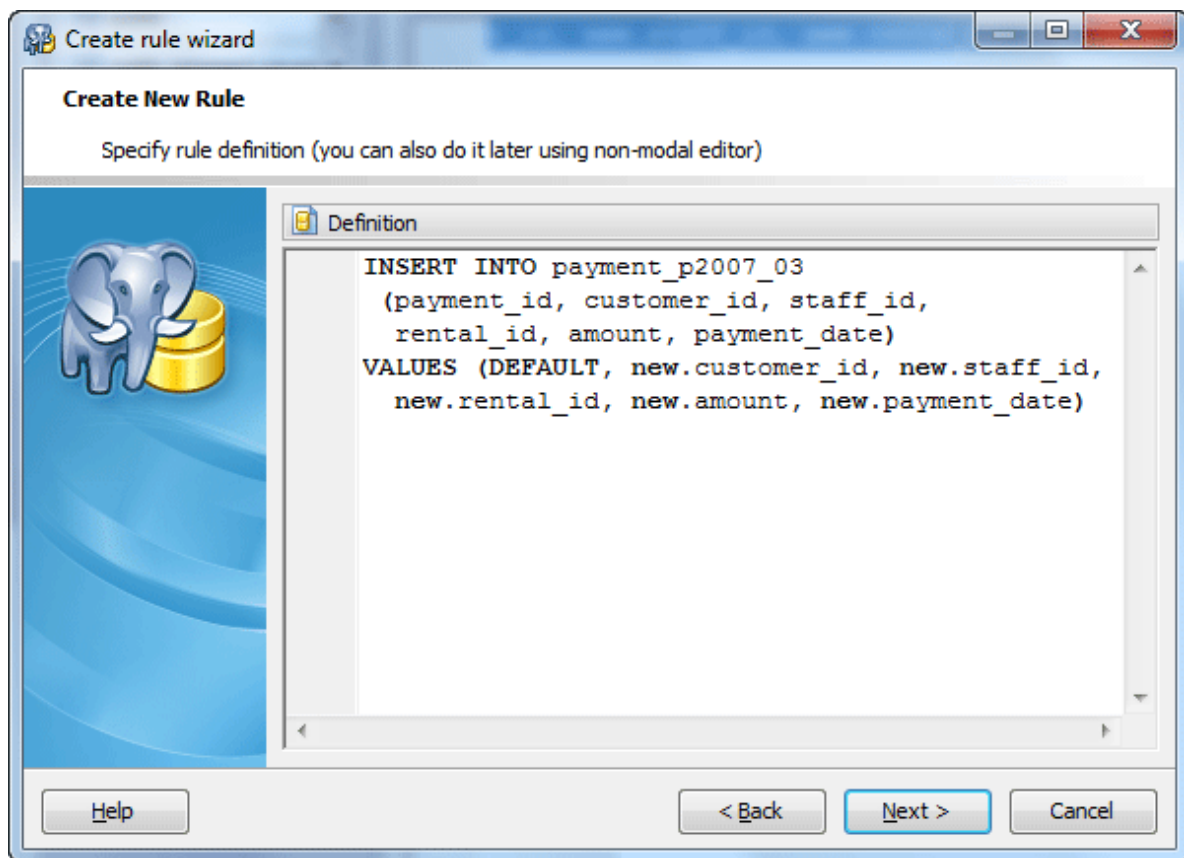 Create rule wizard
Create New Rule
Specify rule definition (you can also do it later using non-modal editor)
Definition
INSERT INTO payment_p2007_03
(payment_id, customer_id, staff_id,
rental_id, amount, payment_date)
VALUES (DEFAULT, new.customer_id, new.staff_id,
new.rental_id, new.amount, new.payment_date)
Help
< Back
Next >
Cancel